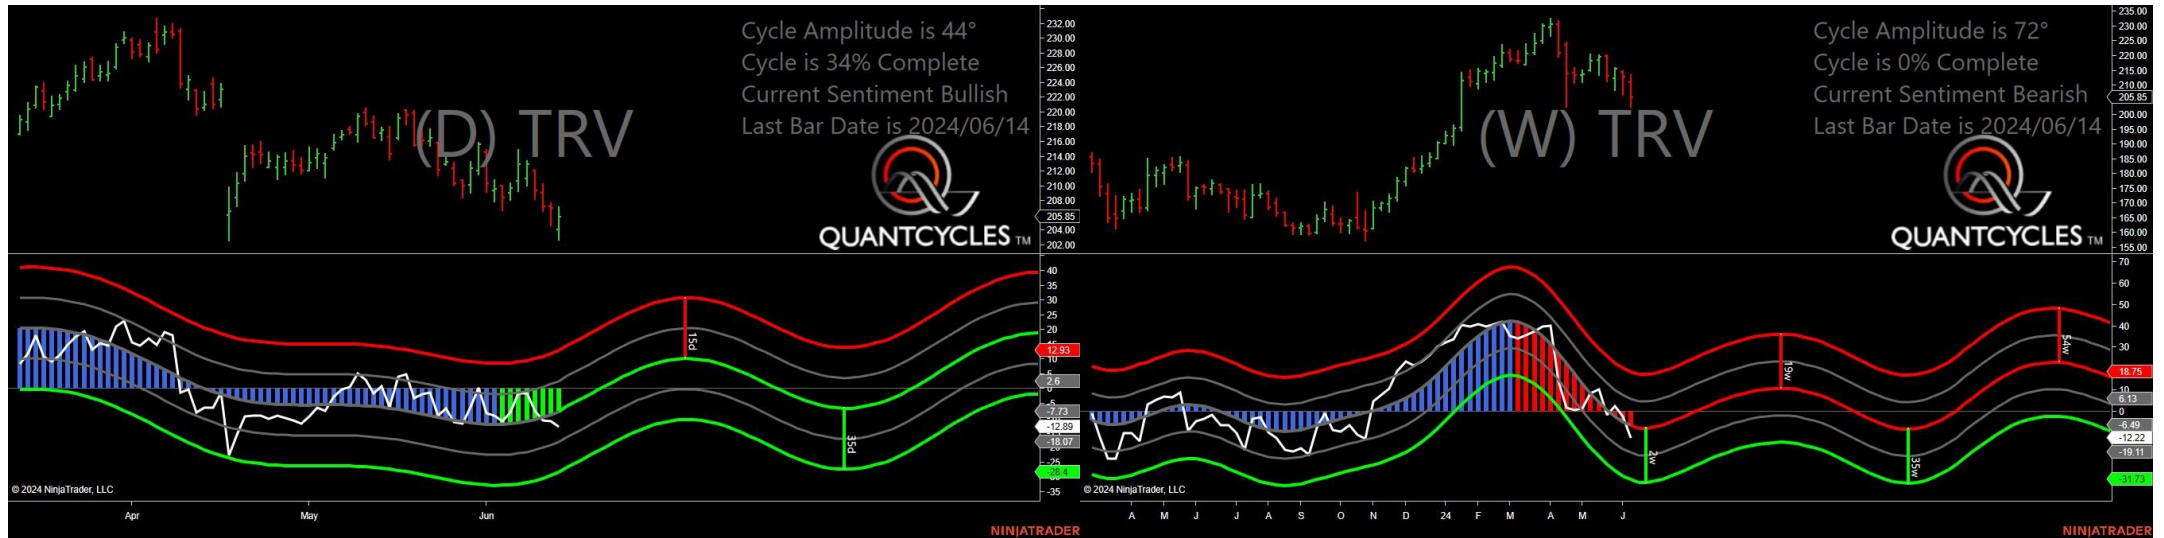 Cycle Amplitude is 44°
Cycle is 34% Complete
Current Sentiment Bullish
Last Bar Date is 2024/06/14
(D) TRV
QUANTCYCLES TM
232.00
230.00
228.00
226.00
224.00
222.00
220.00
218.00
216.00
214.00
212.00
210.00
208.00
205.85
204.00
202.00
40
35
30
25
20
15
12.93
10
2.6
-7.73
-12.89
-18.07
-25
-28.4
-35
15d
35d
© 2024 NinjaTrader, LLC
Apr May Jun
NINJATRADER
Cycle Amplitude is 72°
Cycle is 0% Complete
Current Sentiment Bearish
Last Bar Date is 2024/06/14
(W) TRV
QUANTCYCLES TM
235.00
230.00
225.00
220.00
215.00
210.00
205.85
200.00
195.00
190.00
185.00
180.00
175.00
170.00
165.00
160.00
155.00
70
60
50
40
30
18.75
10
6.13
0
-6.49
-12.22
-19.11
-31.73
2w
19w
35w
54w
© 2024 NinjaTrader, LLC
A M J J A S O N D 24 F M A M J
NINJATRADER